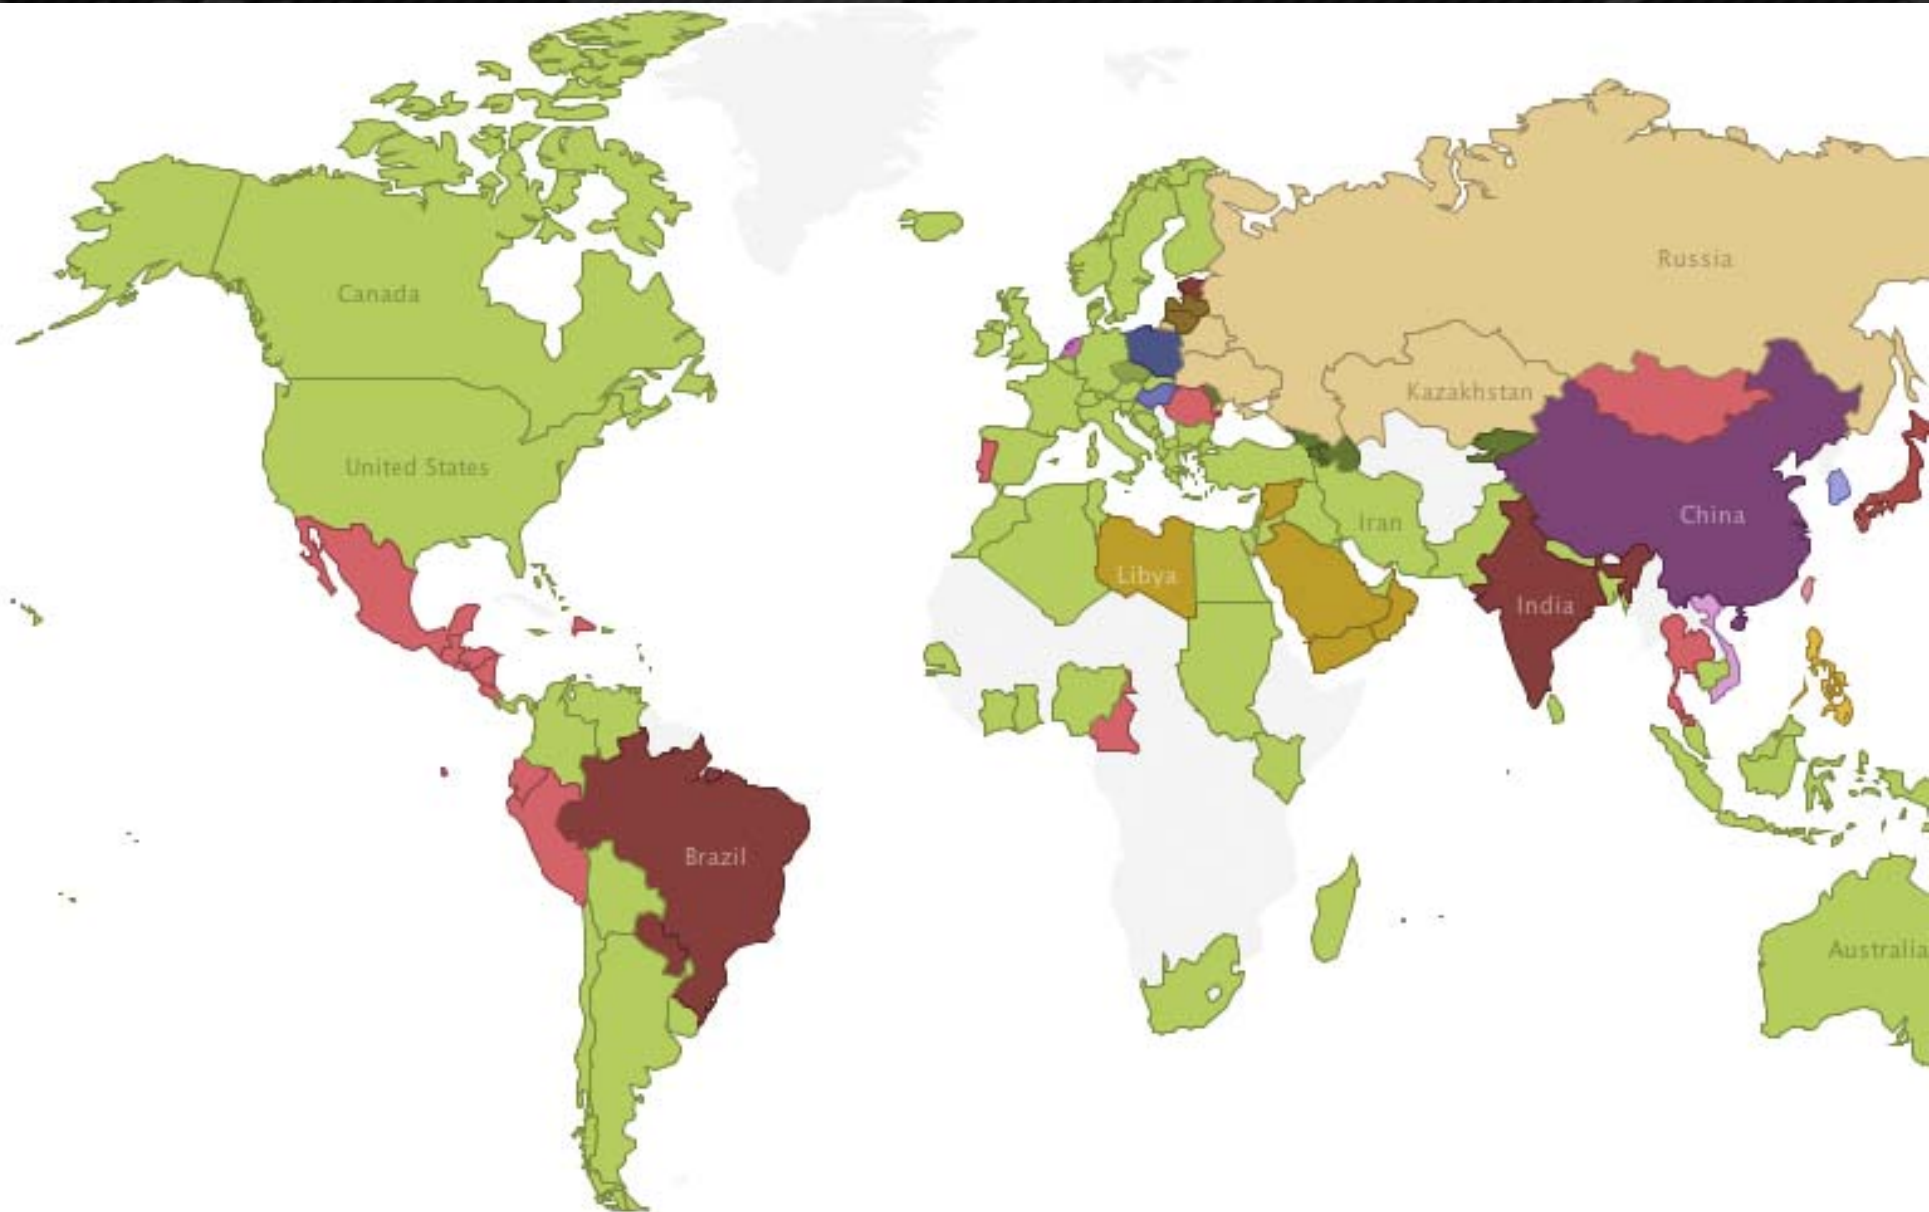 Russia
Canada
Kazakhstan
United States
China
Iran
Libya
India
Brazil
Australia